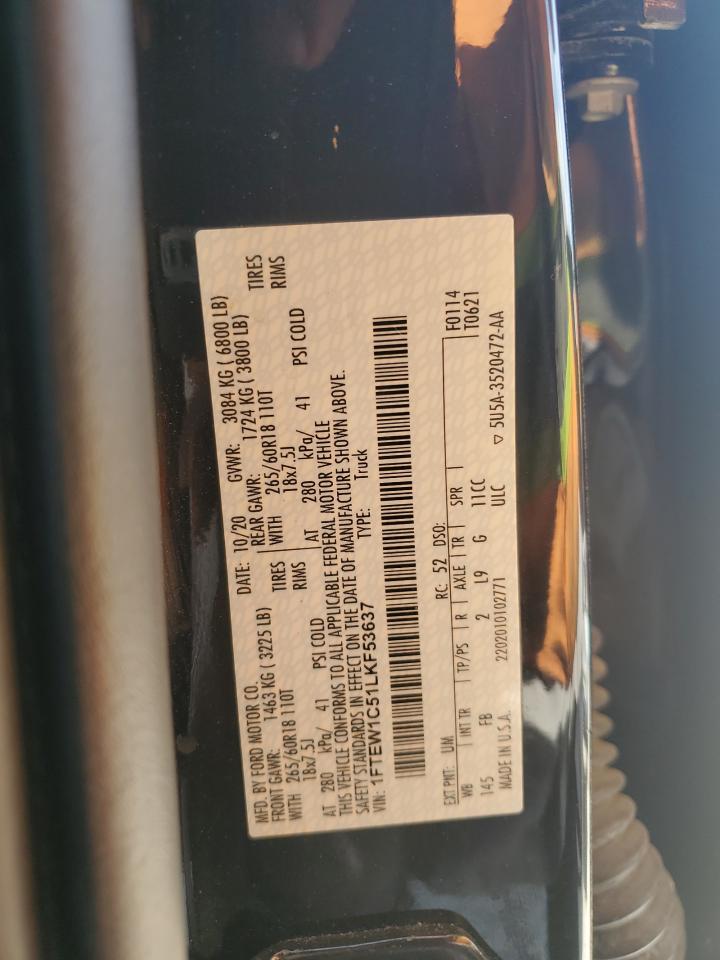 MFD. BY FORD MOTOR CO. DATE: 10/20 GVWR: 3084 KG ( 6800 LB)
FRONT GAWR: 1463 KG ( 3225 LB) REAR GAWR: 1724 KG ( 3800 LB)
WITH 265/60R18 110T TIRES WITH 265/60R18 110T TIRES
18x7.5J RIMS 18x7.5J RIMS
AT 280 kPa/ 41 PSI COLD AT 280 kPa/ 41 PSI COLD
THIS VEHICLE CONFORMS TO ALL APPLICABLE FEDERAL MOTOR VEHICLE
SAFETY STANDARDS IN EFFECT ON THE DATE OF MANUFACTURE SHOWN ABOVE.
VIN: 1FTEW1C51LKF53637 TYPE: Truck
EXT PNT: UM RC: 52 DSO: F0114
WB INT TR TP/PS R AXLE TR SPR T0621
145 FB 2 L9 G 11CC
MADE IN U.S.A. 2202010102771 ULC ▽ 5U5A-3520472-AA